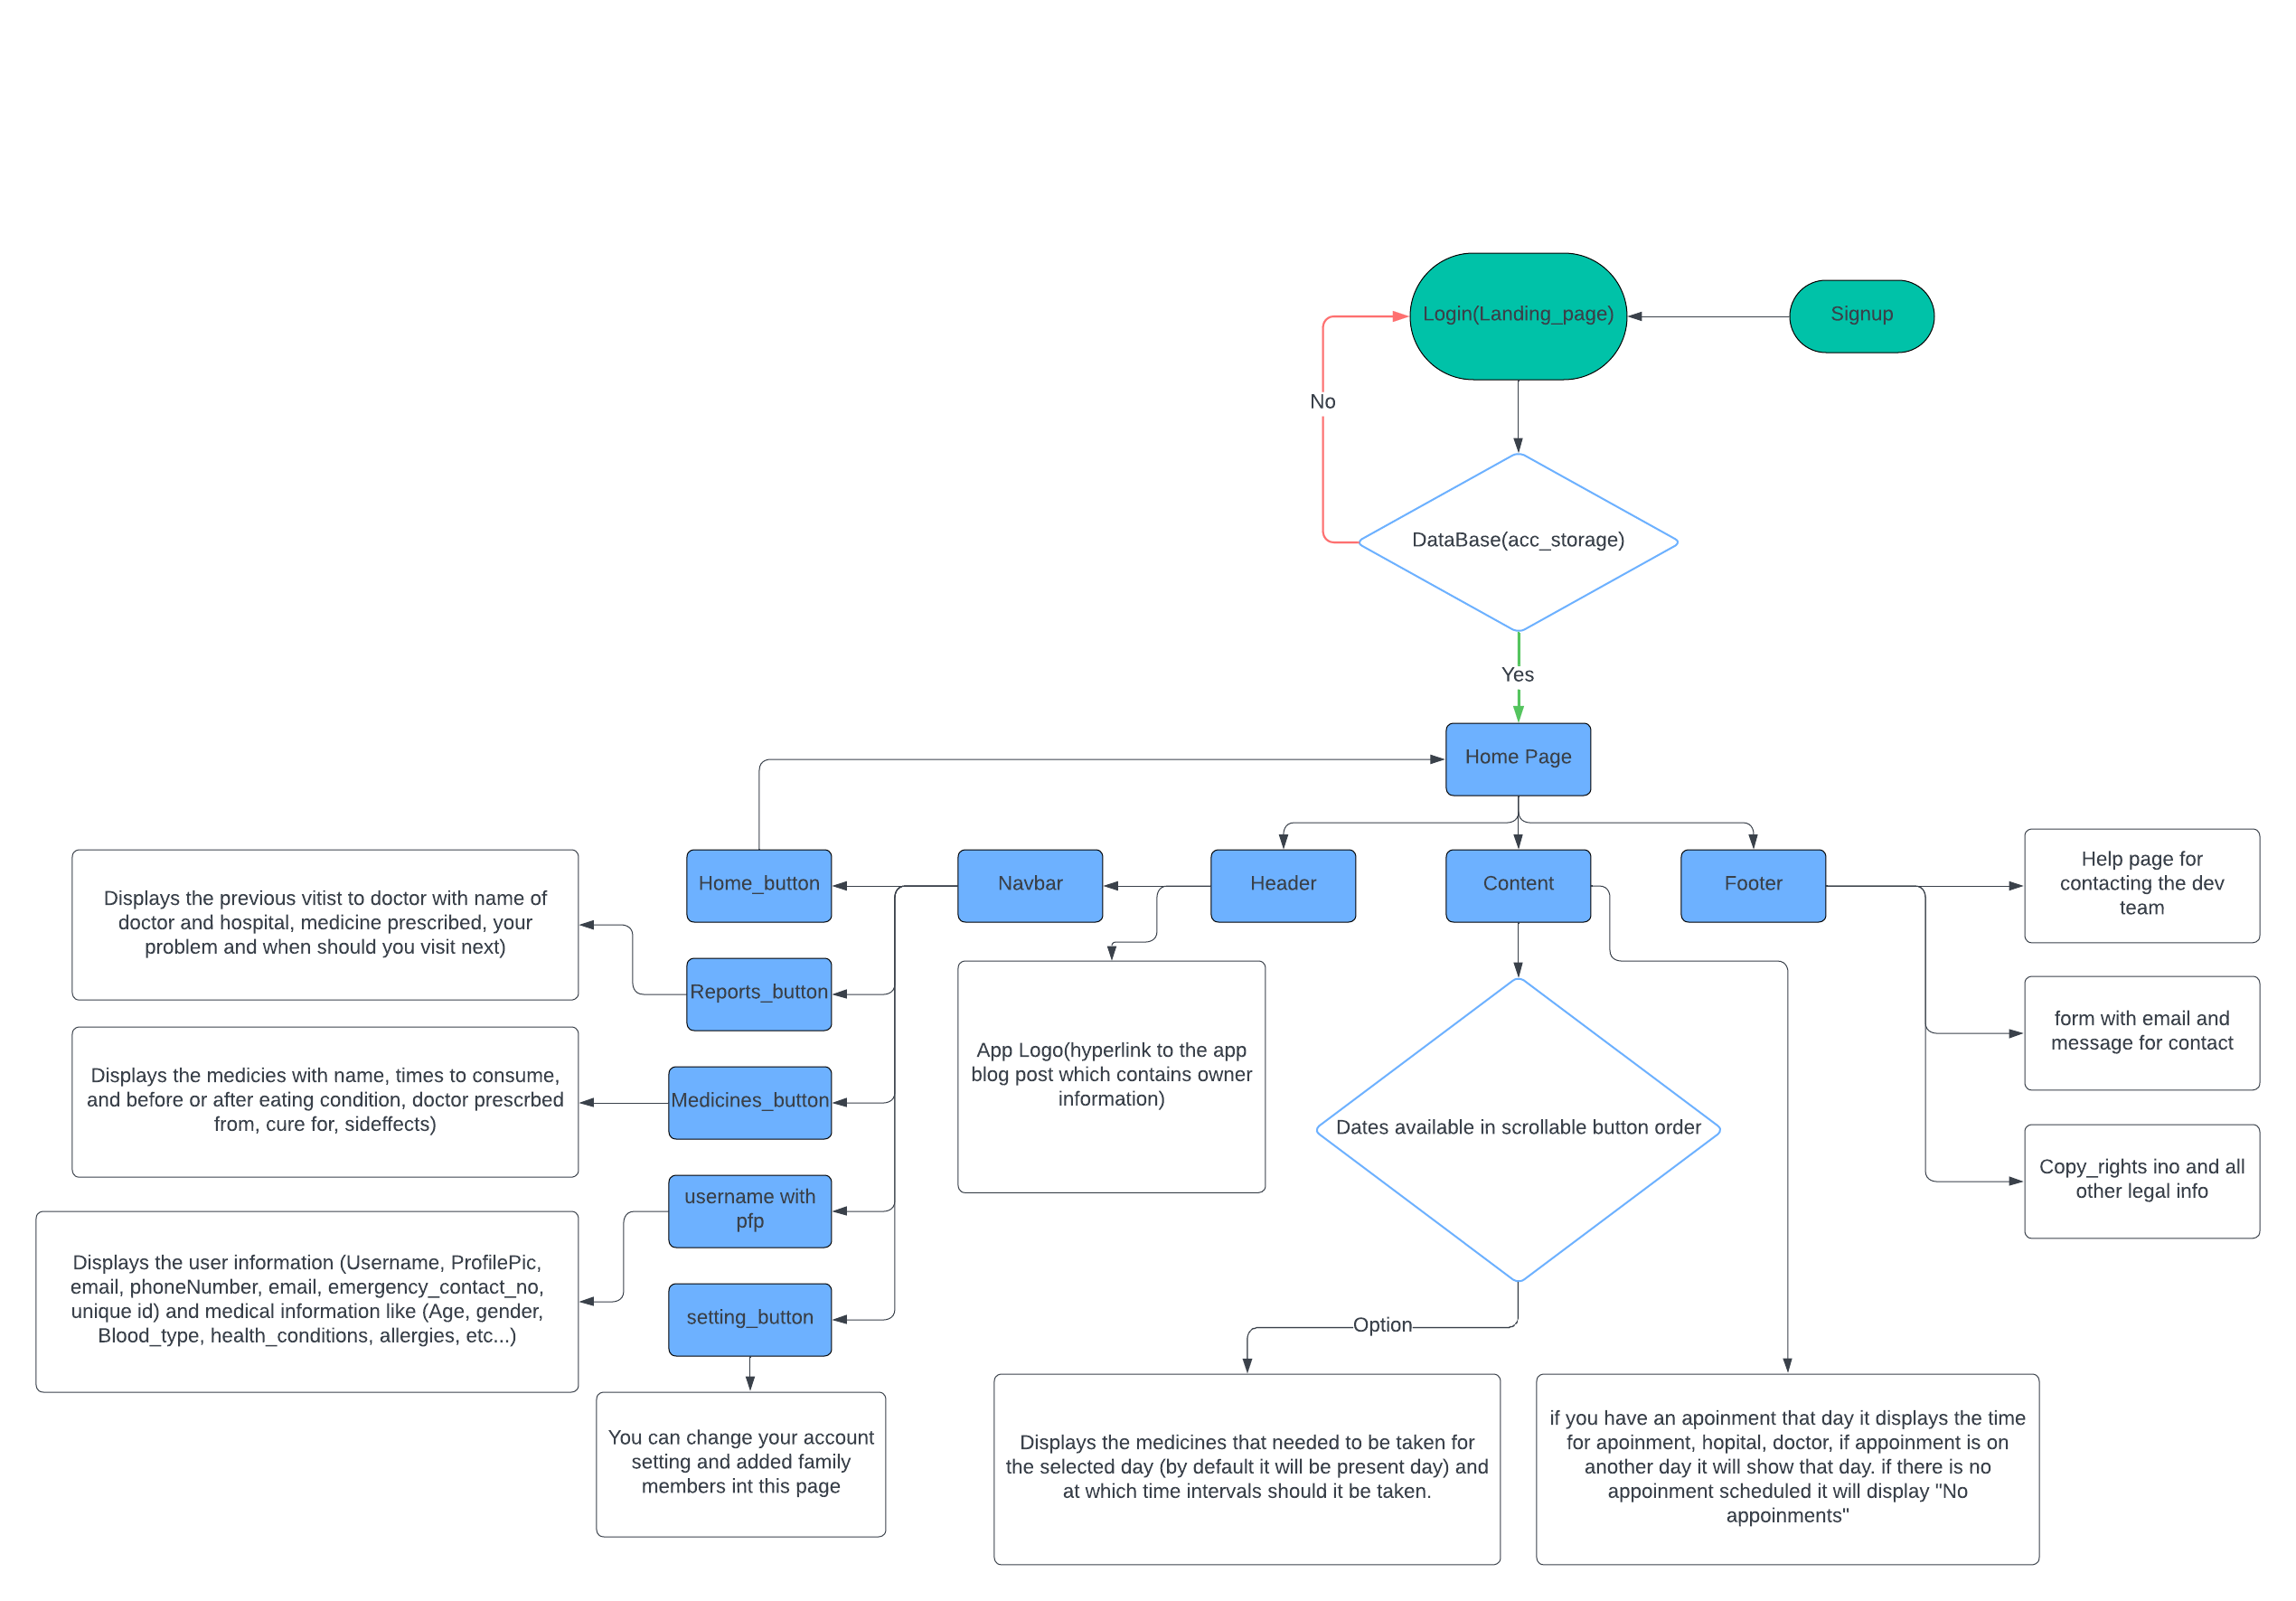 Login(Landing_page)
Signup
No
DataBase(acc_storage)
Yes
Home Page
Home_button
Navbar
Header
Content
Footer
Help page for
contacting the dev
team
Displays the previous vitist to doctor with name of
doctor and hospital, medicine prescribed, your
problem and when should you visit next)
Reports_button
form with email and
message for contact
App Logo(hyperlink to the app
blog post which contains owner
information)
Displays the medicies with name, times to consume,
and before or after eating condition, doctor prescrbed
from, cure for, sideffects)
Medicines_button
Dates available in scrollable button order
Copy_rights ino and all
other legal info
username with
pfp
Displays the user information (Username, ProfilePic,
email, phoneNumber, email, emergency_contact_no,
unique id) and medical information like (Age, gender,
Blood_type, health_conditions, allergies, etc...)
setting_button
Option
You can change your account
setting and added family
members int this page
Displays the medicines that needed to be taken for
the selected day (by default it will be present day) and
at which time intervals should it be taken.
if you have an apoinment that day it displays the time
for apoinment, hopital, doctor, if appoinment is on
another day it will show that day. if there is no
appoinment scheduled it will display "No
appoinments"